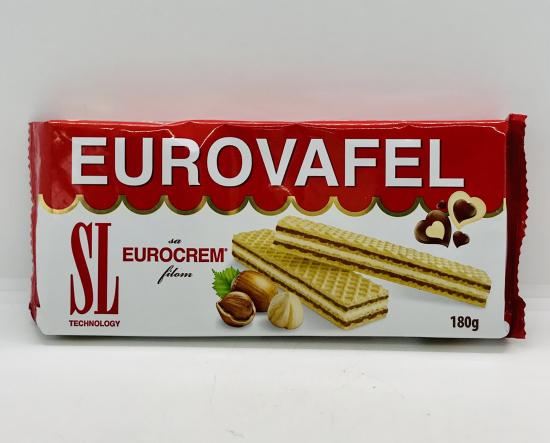 EUROVAFEL
SL
TECHNOLOGY
sa
EUROCREM®
filom
180g